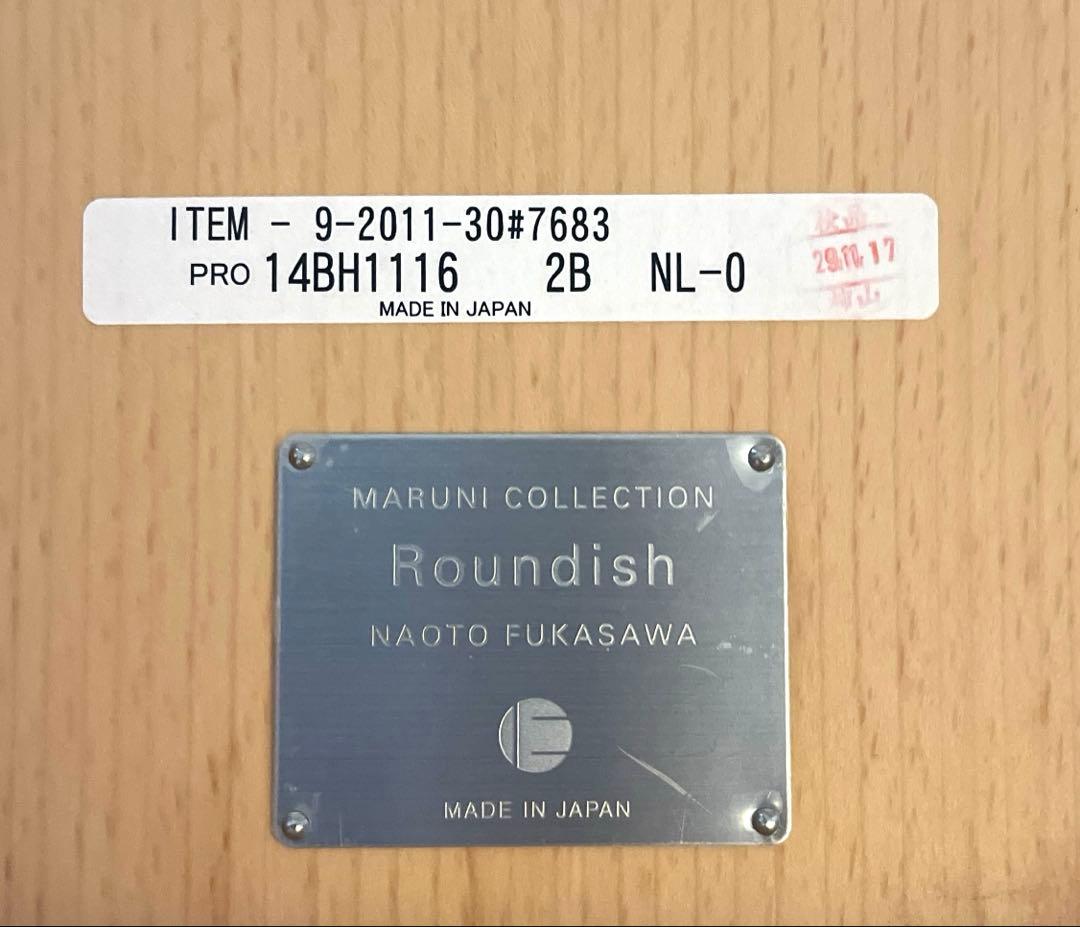 ITEM - 9-2011-30#7683
PRO 14BH1116 2B NL-0
MADE IN JAPAN
MARUNI COLLECTION
Roundish
NAOTO FUKASAWA
MADE IN JAPAN